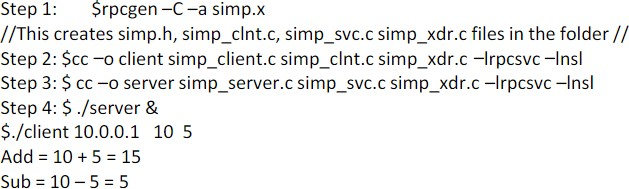 Step 1: $rpcgen –C –a simp.x
//This creates simp.h, simp_clnt.c, simp_svc.c simp_xdr.c files in the folder //
Step 2: $cc –o client simp_client.c simp_clnt.c simp_xdr.c –lrpcsvc –lnsl
Step 3: $ cc –o server simp_server.c simp_svc.c simp_xdr.c –lrpcsvc –lnsl
Step 4: $ ./server &
$./client 10.0.0.1 10 5
Add = 10 + 5 = 15
Sub = 10 – 5 = 5